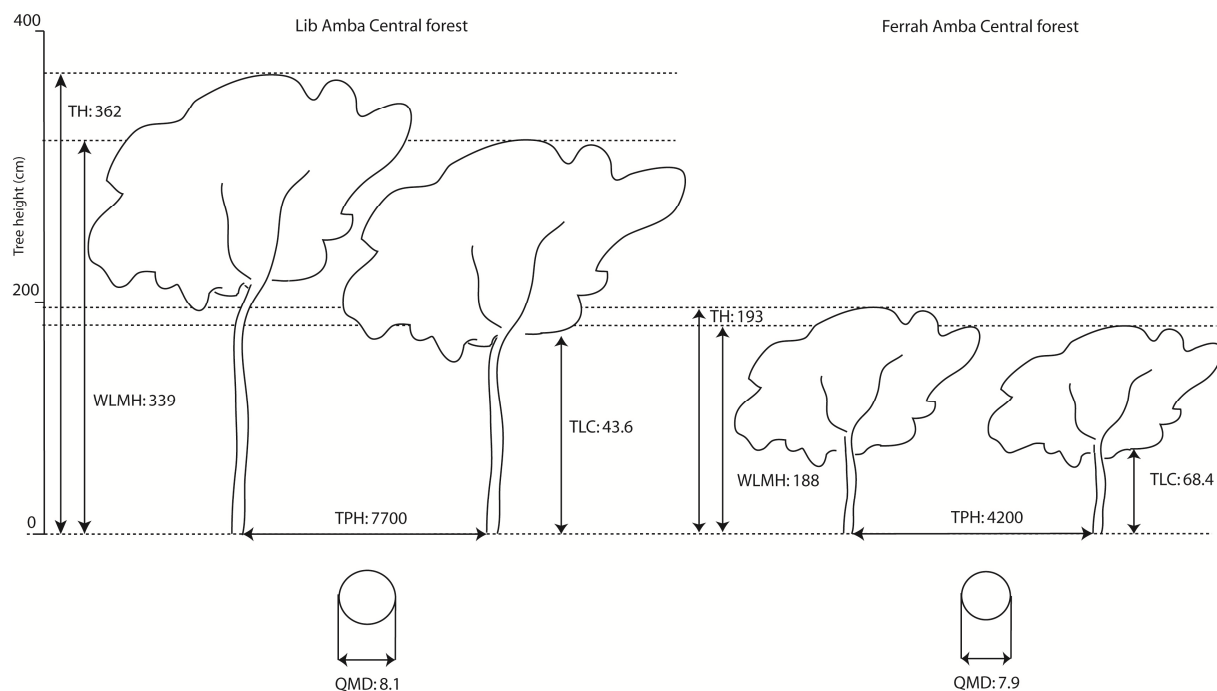 400
Lib Amba Central forest
Ferrah Amba Central forest
TH: 362
Tree height (cm)
200
TH: 193
WLMH: 339
TLC: 43.6
WLMH: 188
TLC: 68.4
0
TPH: 7700
TPH: 4200
QMD: 8.1
QMD: 7.9